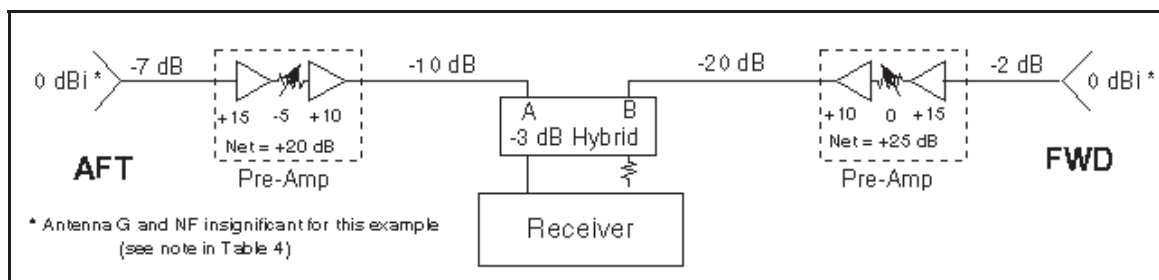 0 dBi *
-7 dB
-10 dB
-20 dB
-2 dB
0 dBi *
+15 -5 +10
Net = +20 dB
Pre-Amp
AFT
A B
-3 dB Hybrid
Receiver
+10 0 +15
Net = +25 dB
Pre-Amp
FWD
* Antenna G and NF insignificant for this example
(see note in Table 4)